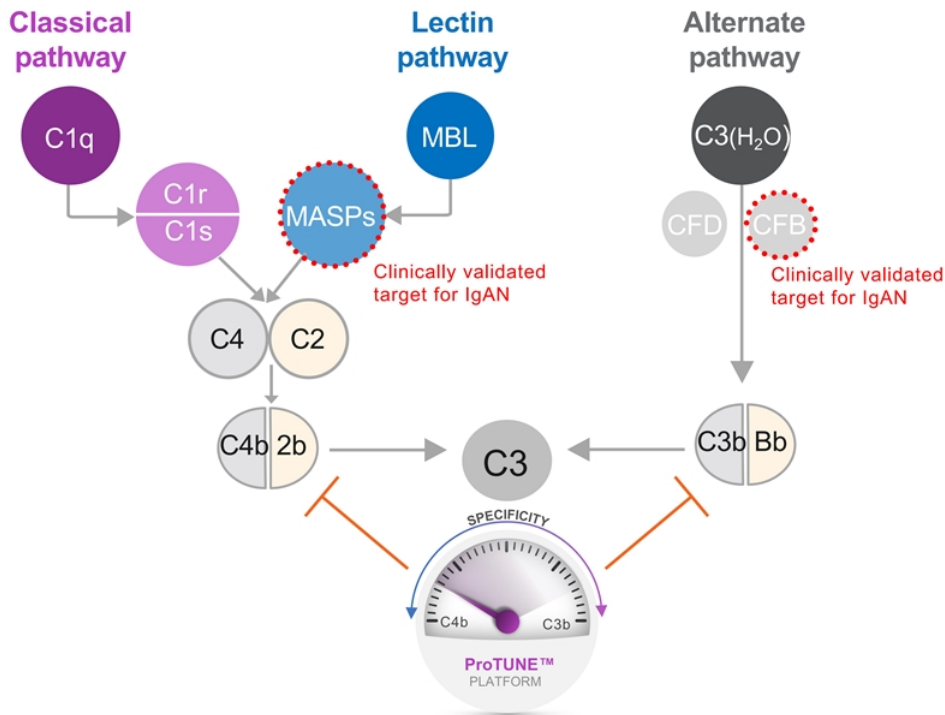 Classical
pathway
Lectin
pathway
Alternate
pathway
C1q
MBL
C3(H₂O)
C1r
C1s
MASPs
CFD
CFB
Clinically validated
target for IgAN
Clinically validated
target for IgAN
C4
C2
C4b
2b
C3
C3b
Bb
SPECIFICITY
C4b
C3b
ProTUNE™
PLATFORM